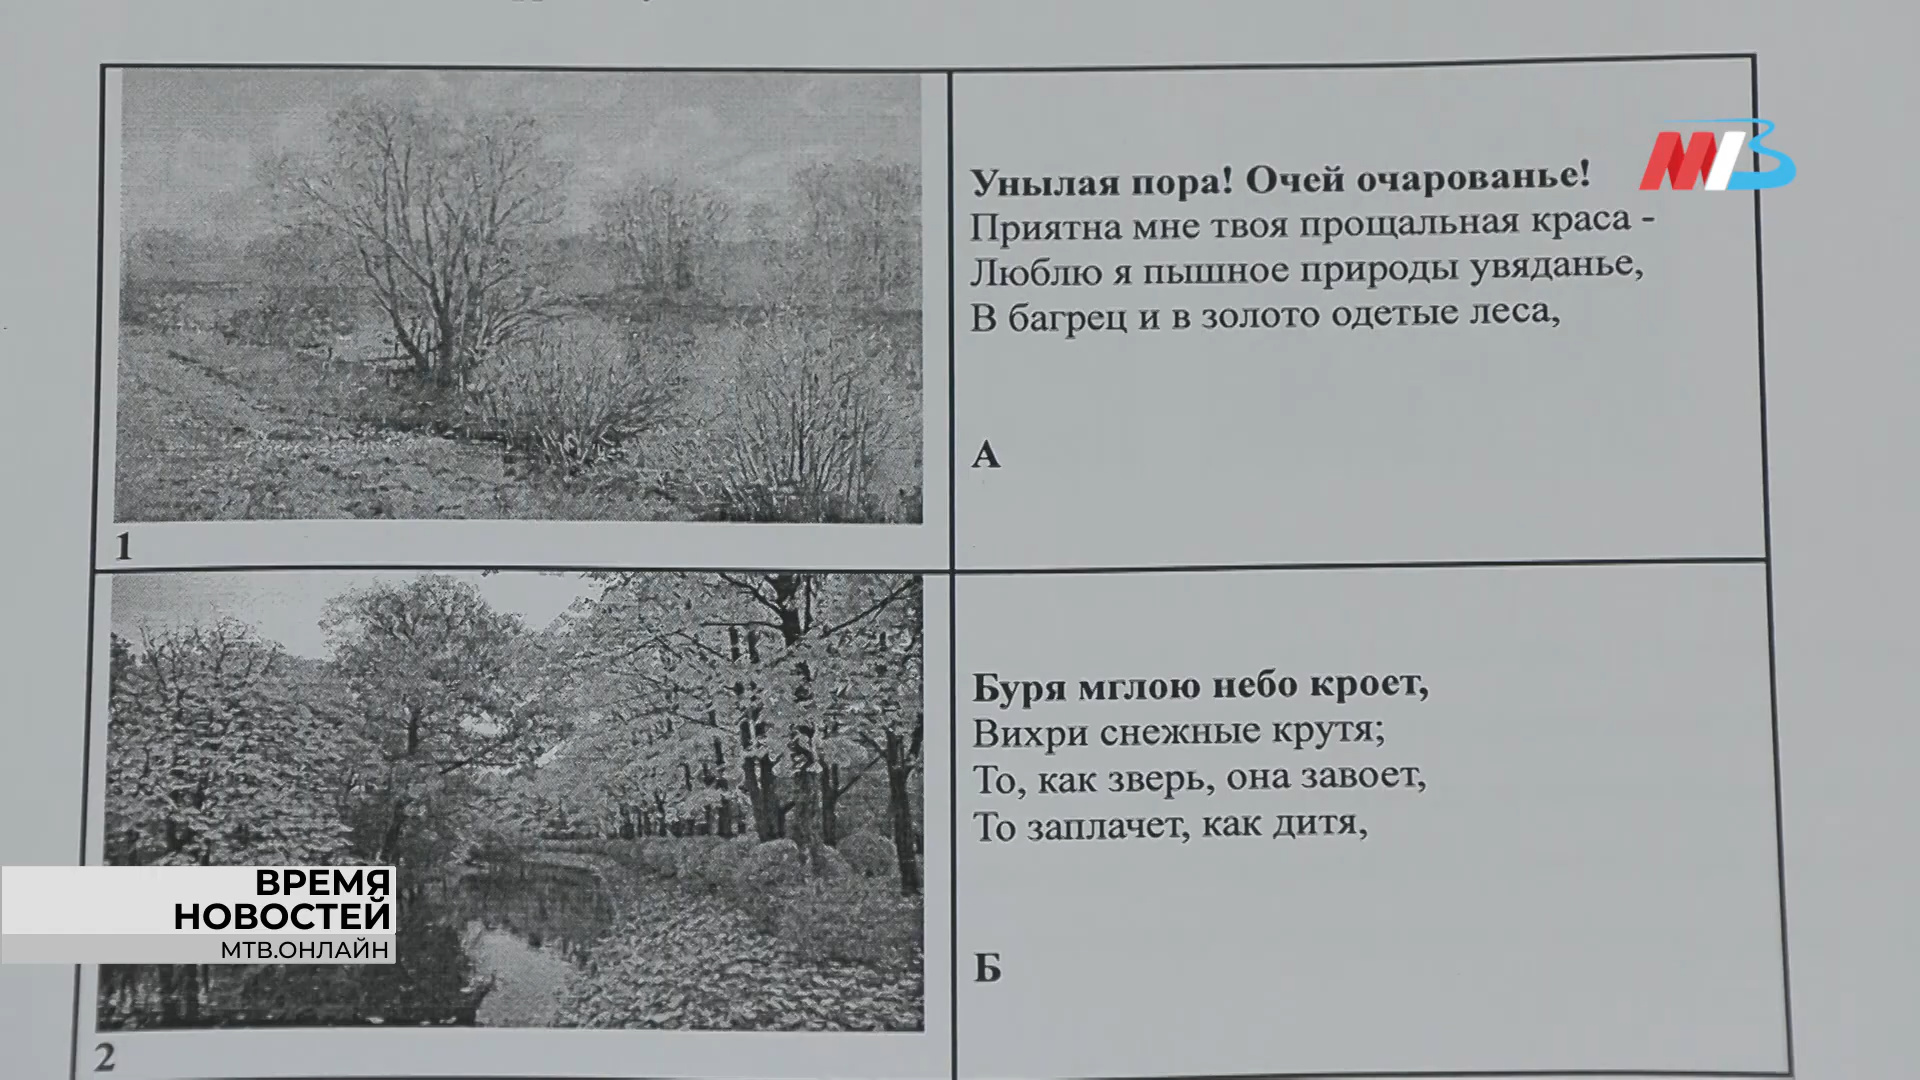 Унылая пора! Очей очарованье!
Приятна мне твоя прощальная краса -
Люблю я пышное природы увяданье,
В багрец и в золото одетые леса,
А
1
Буря мглою небо кроет,
Вихри снежные крутя;
То, как зверь, она завоет,
То заплачет, как дитя,
Б
2
ВРЕМЯ
НОВОСТЕЙ
МТВ.ОНЛАЙН
МТВ